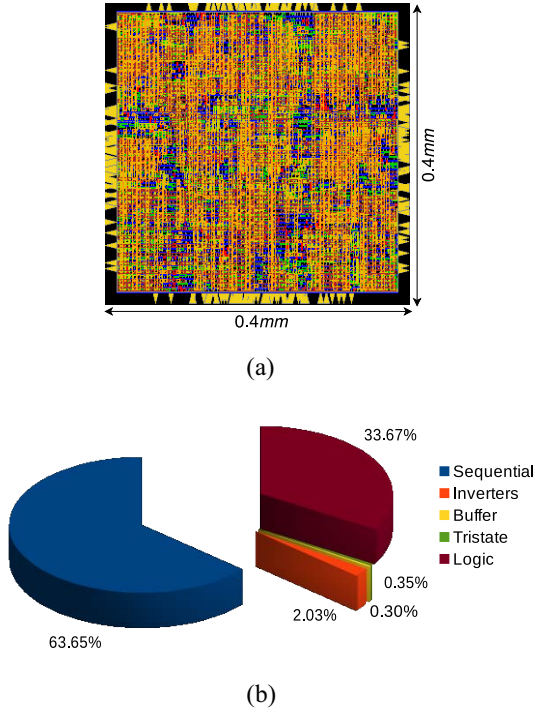 0.4mm
0.4mm
(a)
33.67%
Sequential
Inverters
Buffer
Tristate
Logic
0.35%
0.30%
2.03%
63.65%
(b)